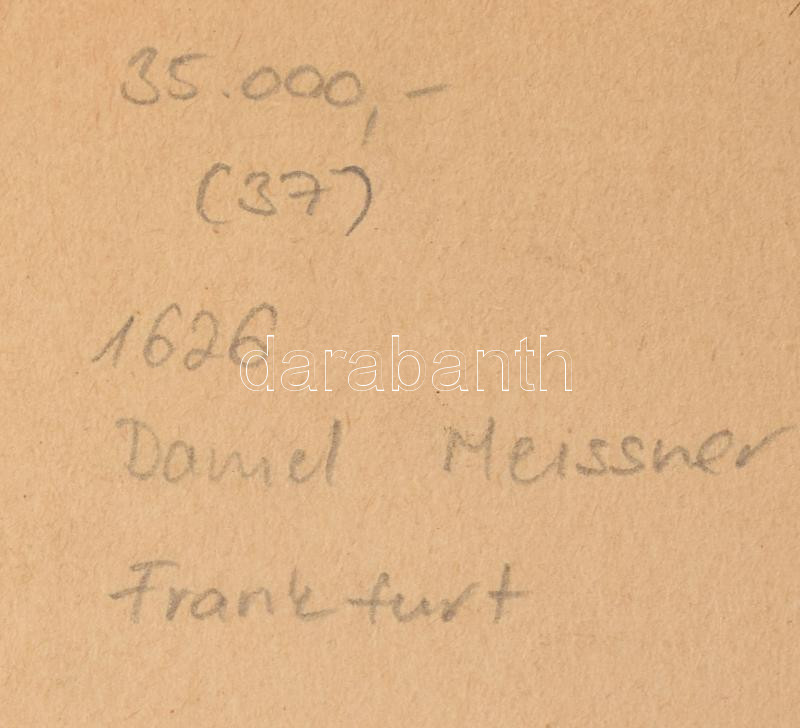 35.000,-
(37)
1626
darabanth
Daniel Meissner
Frankfurt